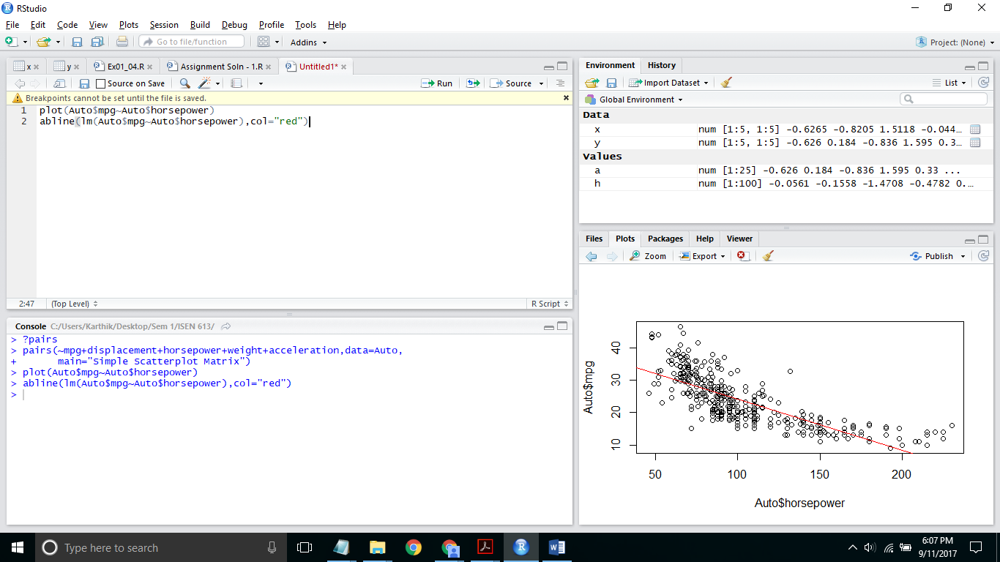 RStudio
File Edit Code View Plots Session Build Debug Profile Tools Help
Go to file/function Addins Project: (None)
x y Ex01_04.R Assignment Soln - 1.R Untitled1*
Source on Save Run Source
Breakpoints cannot be set until the file is saved.
1 plot(Auto$mpg~Auto$horsepower)
2 abline(lm(Auto$mpg~Auto$horsepower),col="red")
2:47 (Top Level) R Script
Console C:/Users/Karthik/Desktop/Sem 1/ISEN 613/
> ?pairs
> pairs(~mpg+displacement+horsepower+weight+acceleration,data=Auto,
+ main="Simple Scatterplot Matrix")
> plot(Auto$mpg~Auto$horsepower)
> abline(lm(Auto$mpg~Auto$horsepower),col="red")
>
Environment History
Import Dataset List
Global Environment
Data
x num [1:5, 1:5] -0.6265 -0.8205 1.5118 -0.044…
y num [1:5, 1:5] -0.626 0.184 -0.836 1.595 0.3…
Values
a num [1:25] -0.626 0.184 -0.836 1.595 0.33 ...
h num [1:100] -0.0561 -0.1558 -1.4708 -0.4782 0.…
Files Plots Packages Help Viewer
Zoom Export Publish
Auto$mpg
40
30
20
10
50 100 150 200
Auto$horsepower
Type here to search
6:07 PM
9/11/2017